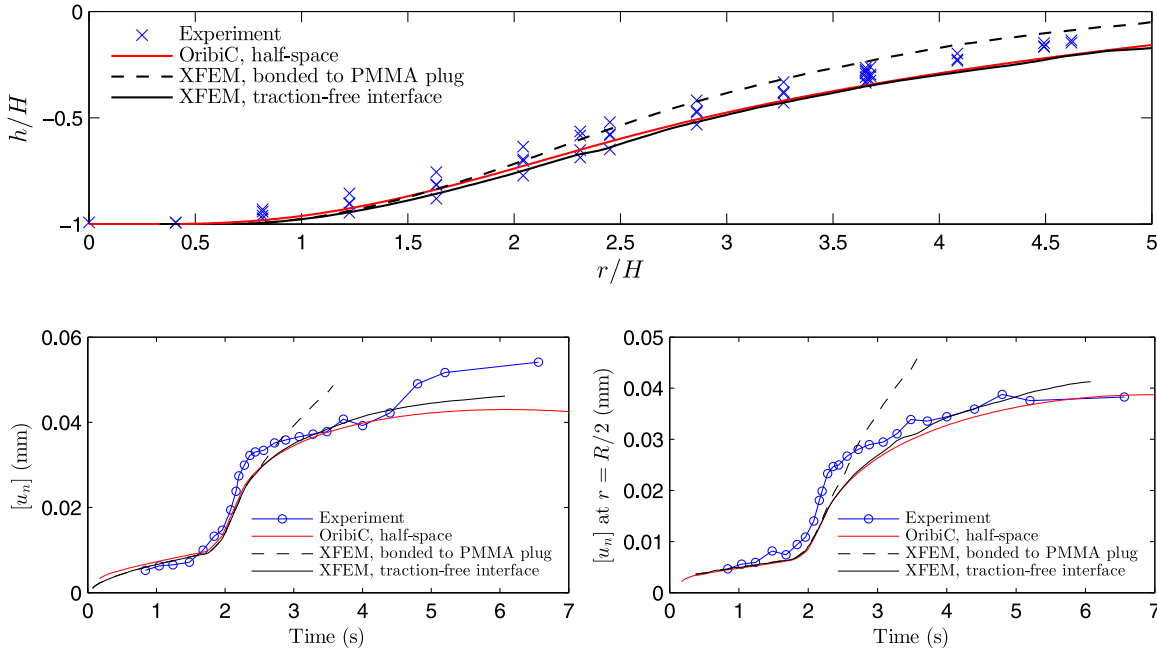 0
−0.5
−1
h/H
Experiment
OribiC, half-space
XFEM, bonded to PMMA plug
XFEM, traction-free interface
0 0.5 1 1.5 2 2.5 3 3.5 4 4.5 5
r/H
0.06
0.04
0.02
0
[uₙ] (mm)
Experiment
OribiC, half-space
XFEM, bonded to PMMA plug
XFEM, traction-free interface
0 1 2 3 4 5 6 7
Time (s)
0.05
0.04
0.03
0.02
0.01
0
[uₙ] at r = R/2 (mm)
Experiment
OribiC, half-space
XFEM, bonded to PMMA plug
XFEM, traction-free interface
0 1 2 3 4 5 6 7
Time (s)